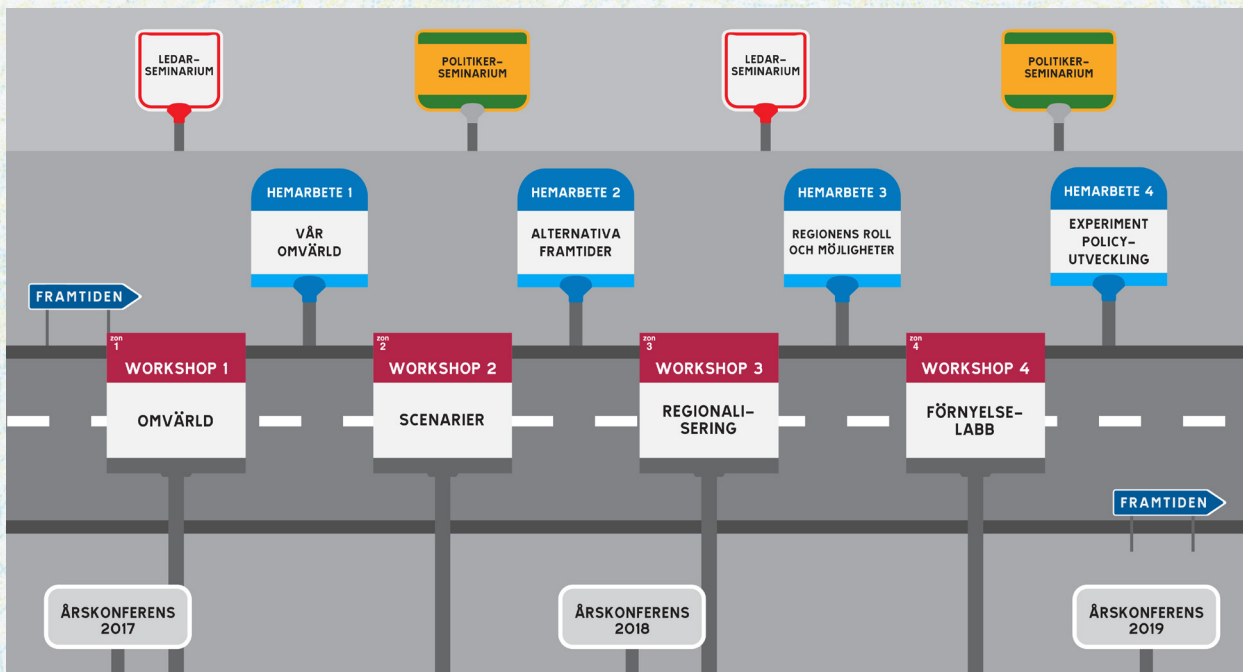 LEDAR-
SEMINARIUM
POLITIKER-
SEMINARIUM
LEDAR-
SEMINARIUM
POLITIKER-
SEMINARIUM
HEMARBETE 1
VÅR
OMVÄRLD
HEMARBETE 2
ALTERNATIVA
FRAMTIDER
HEMARBETE 3
REGIONENS ROLL
OCH MÖJLIGHETER
HEMARBETE 4
EXPERIMENT
POLICY-
UTVECKLING
FRAMTIDEN
zon
1
WORKSHOP 1
OMVÄRLD
zon
2
WORKSHOP 2
SCENARIER
zon
3
WORKSHOP 3
REGIONALI-
SERING
zon
4
WORKSHOP 4
FÖRNYELSE-
LABB
FRAMTIDEN
ÅRSKONFERENS
2017
ÅRSKONFERENS
2018
ÅRSKONFERENS
2019